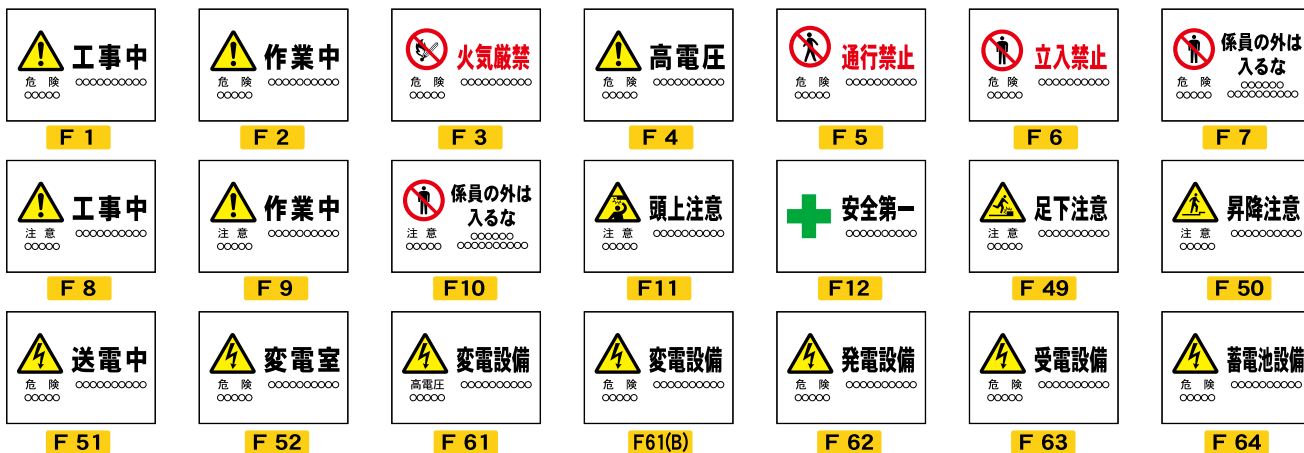 工事中
危険
○○○○○
○○○○○○○○○○
F 1
作業中
危険
○○○○○
○○○○○○○○○○
F 2
火気厳禁
危険
○○○○○
○○○○○○○○○○
F 3
高電圧
危険
○○○○○
○○○○○○○○○○
F 4
通行禁止
危険
○○○○○
○○○○○○○○○○
F 5
立入禁止
危険
○○○○○
○○○○○○○○○○
F 6
係員の外は
入るな
危険
○○○○○
○○○○○○
○○○○○○○○○○
F 7
工事中
注意
○○○○○
○○○○○○○○○○
F 8
作業中
注意
○○○○○
○○○○○○○○○○
F 9
係員の外は
入るな
注意
○○○○○
○○○○○○
○○○○○○○○○○
F10
頭上注意
注意
○○○○○
○○○○○○○○○○
F11
安全第一
○○○○○○○○○○
F12
足下注意
注意
○○○○○
○○○○○○○○○○
F 49
昇降注意
注意
○○○○○
○○○○○○○○○○
F 50
送電中
危険
○○○○○
○○○○○○○○○○
F 51
変電室
危険
○○○○○
○○○○○○○○○○
F 52
変電設備
高電圧
○○○○○
○○○○○○○○○○
F 61
変電設備
危険
○○○○○
○○○○○○○○○○
F61(B)
発電設備
危険
○○○○○
○○○○○○○○○○
F 62
受電設備
危険
○○○○○
○○○○○○○○○○
F 63
蓄電池設備
危険
○○○○○
○○○○○○○○○○
F 64